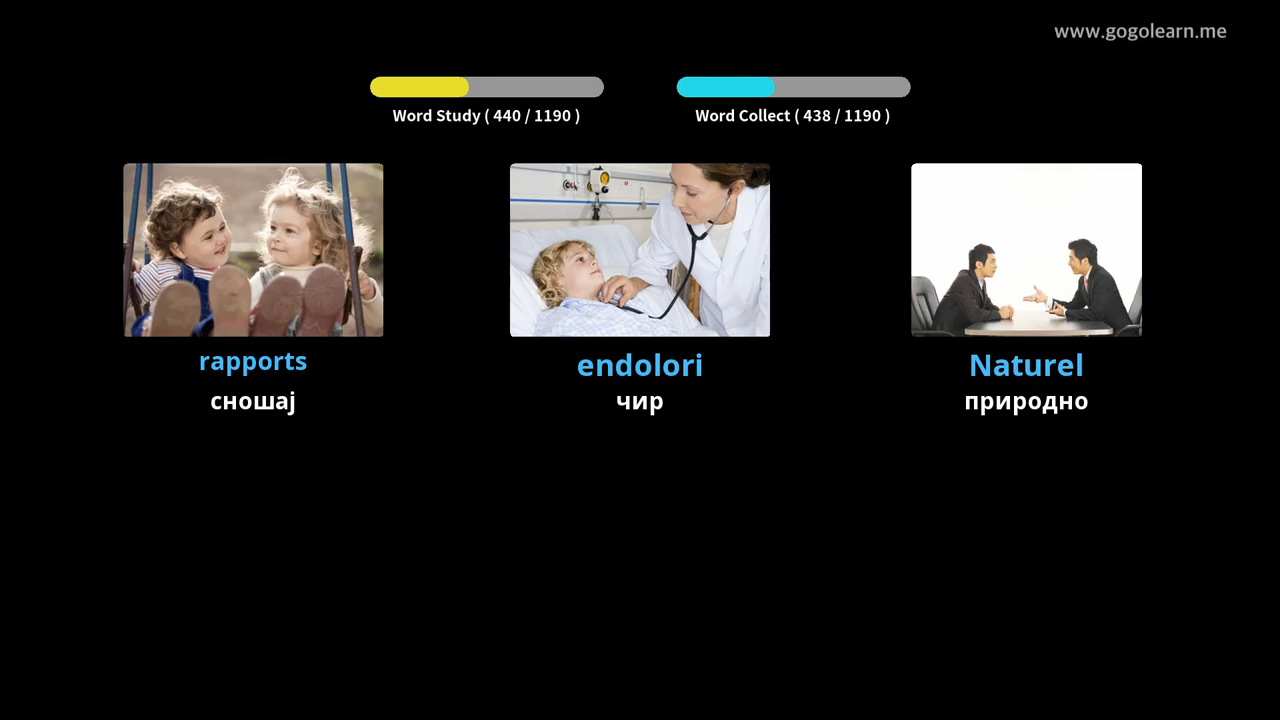 www.gogolearn.me
Word Study ( 440 / 1190 )
Word Collect ( 438 / 1190 )
rapports
сношај
endolori
чир
Naturel
природно